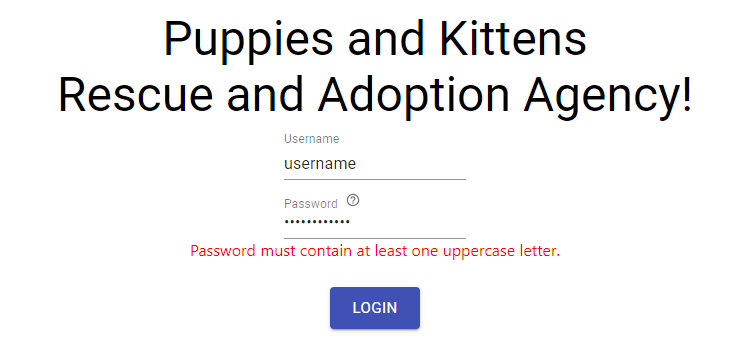 Puppies and Kittens
Rescue and Adoption Agency!
Username
username
Password
••••••••••••
Password must contain at least one uppercase letter.
LOGIN